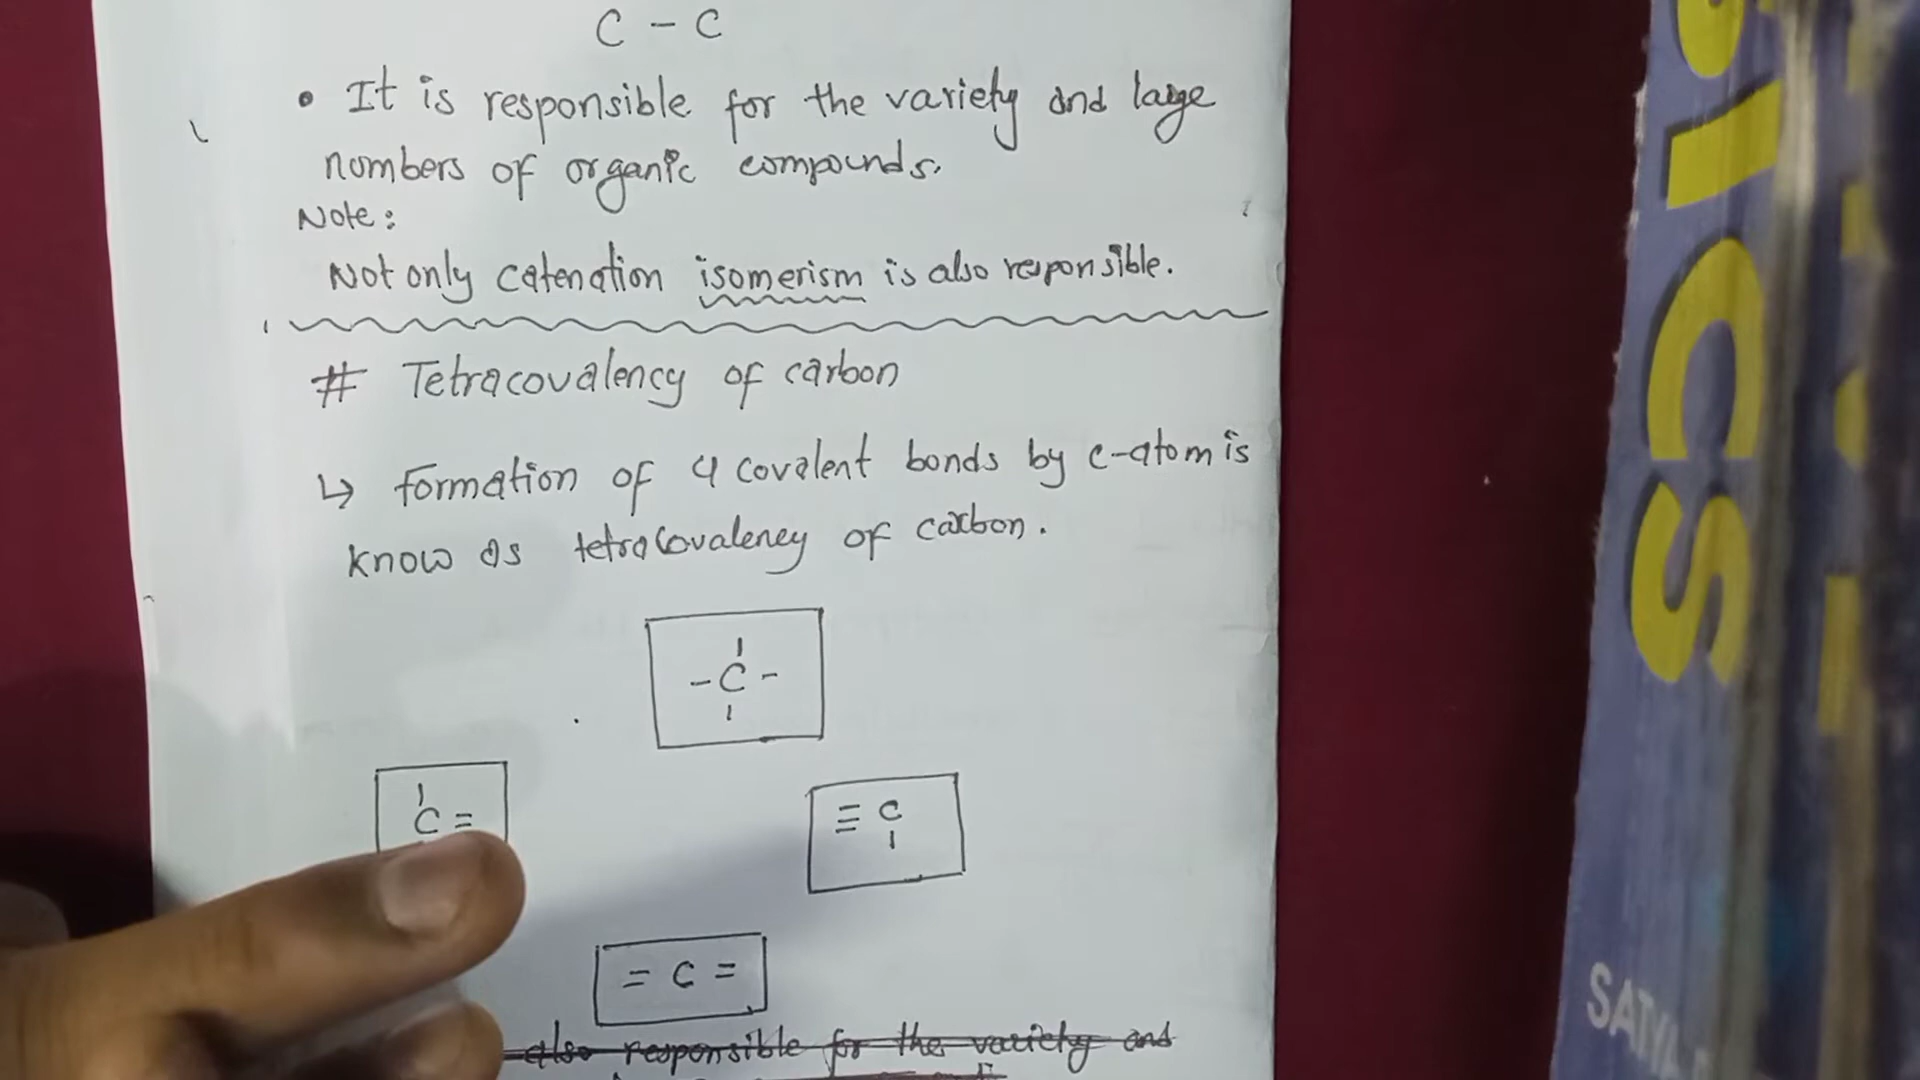 C - C
• It is responsible for the variety and large
numbers of organic compounds.
Note:
Not only catenation isomerism is also responsible.
# Tetracovalency of carbon
↳ formation of 4 covalent bonds by c-atom is
know as tetracovalency of carbon.
- C -
C =
≡ C
= C =
also responsible for the variety and
SICS